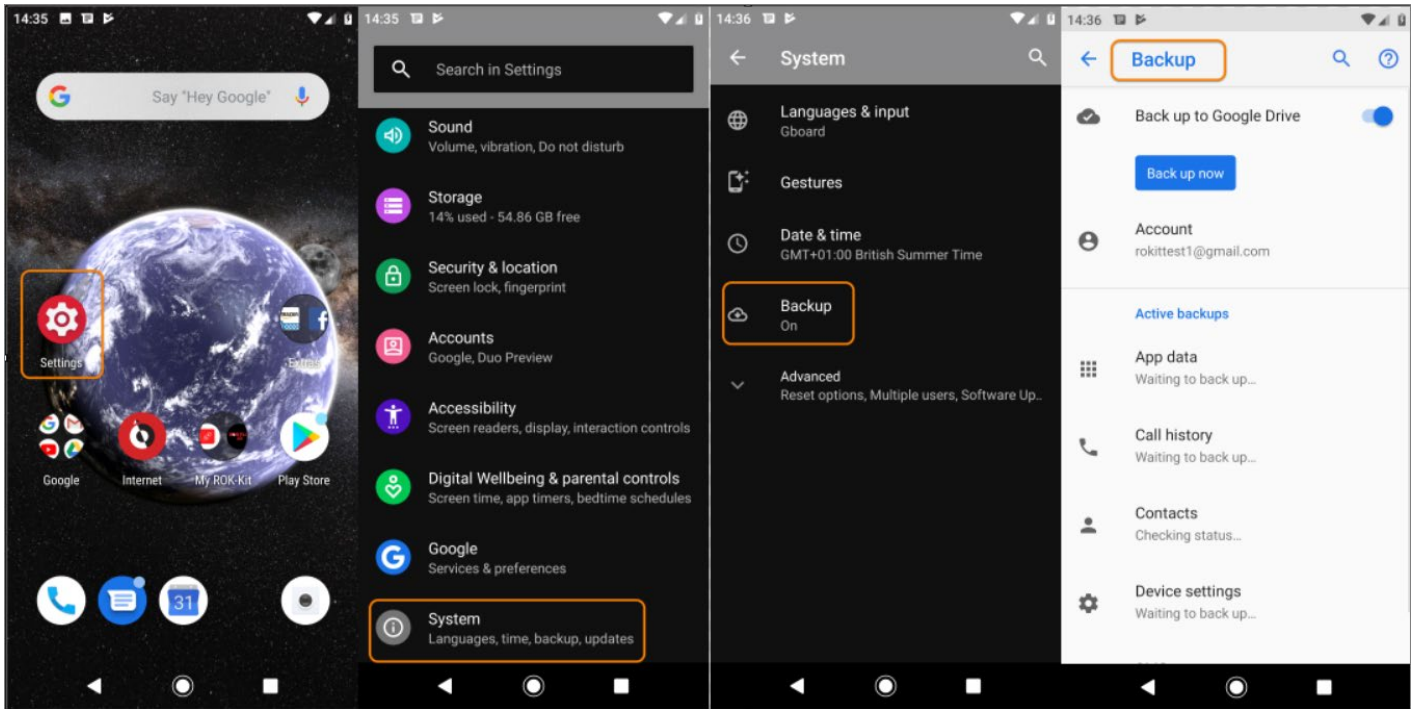 14:35
Say "Hey Google"
Settings
Extras
Google
Internet
My ROK-Kit
Play Store
31
14:35
Search in Settings
Sound
Volume, vibration, Do not disturb
Storage
14% used - 54.86 GB free
Security & location
Screen lock, fingerprint
Accounts
Google, Duo Preview
Accessibility
Screen readers, display, interaction controls
Digital Wellbeing & parental controls
Screen time, app timers, bedtime schedules
Google
Services & preferences
System
Languages, time, backup, updates
14:36
System
Languages & input
Gboard
Gestures
Date & time
GMT+01:00 British Summer Time
Backup
On
Advanced
Reset options, Multiple users, Software Up..
14:36
Backup
Back up to Google Drive
Back up now
Account
rokittest1@gmail.com
Active backups
App data
Waiting to back up...
Call history
Waiting to back up...
Contacts
Checking status...
Device settings
Waiting to back up...